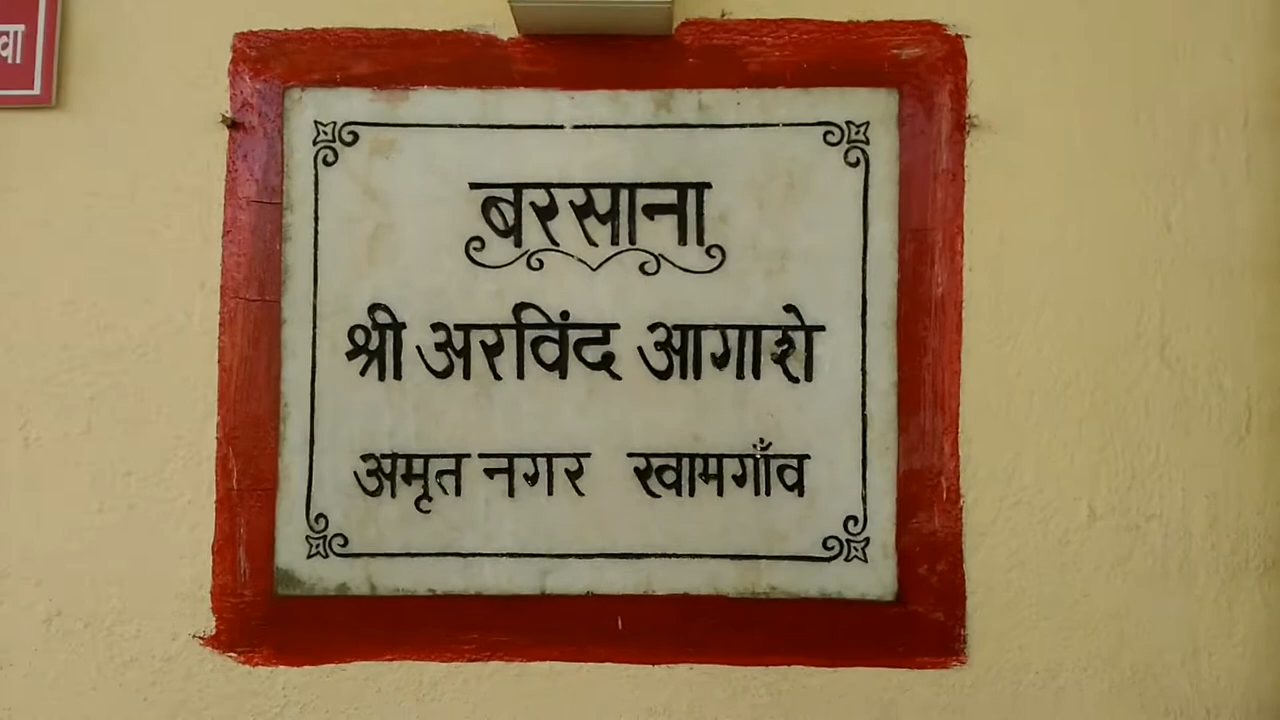 बरसाना
श्री अरविंद आगाशे
अमृत नगर खामगाँव